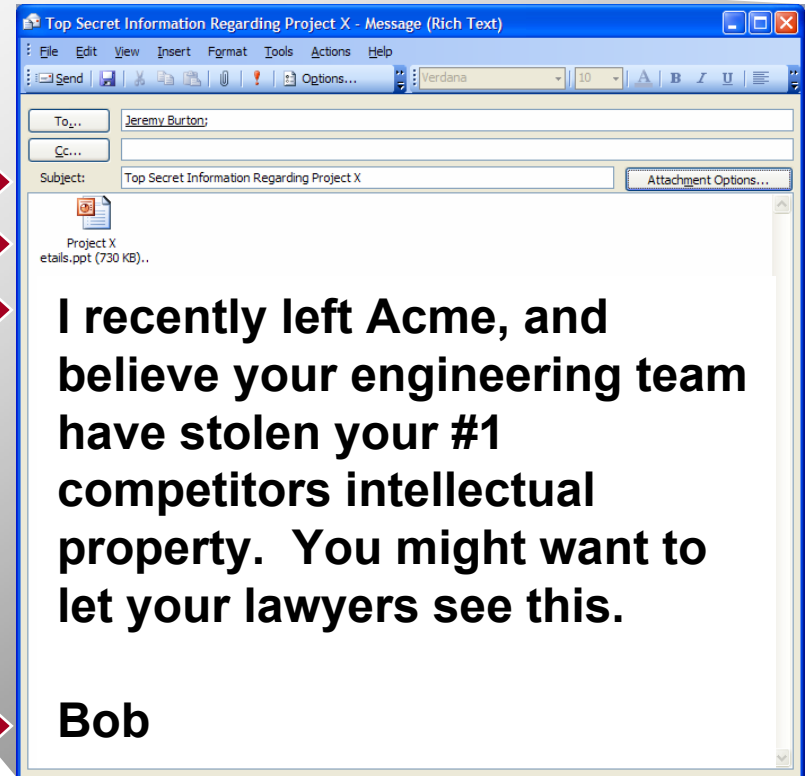 Top Secret Information Regarding Project X - Message (Rich Text)
File Edit View Insert Format Tools Actions Help
Send Options... Verdana 10 A B I U
To... Jeremy Burton;
Cc...
Subject: Top Secret Information Regarding Project X Attachment Options...
Project X
etails.ppt (730 KB)..
I recently left Acme, and
believe your engineering team
have stolen your #1
competitors intellectual
property. You might want to
let your lawyers see this.
Bob